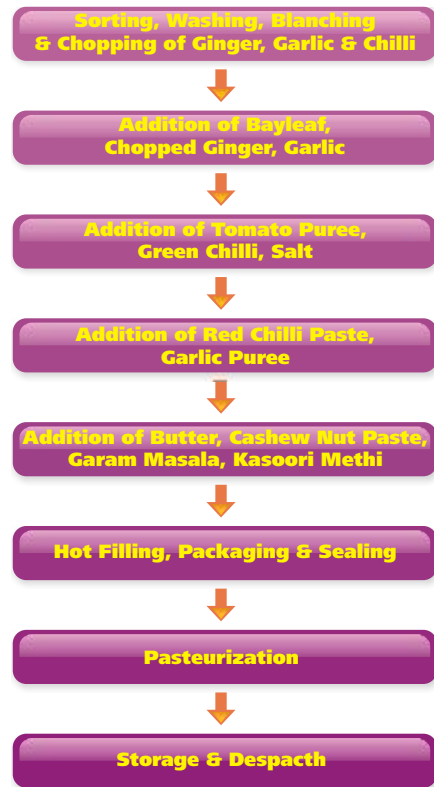 Sorting, Washing, Blanching
& Chopping of Ginger, Garlic & Chilli
Addition of Bayleaf,
Chopped Ginger, Garlic
Addition of Tomato Puree,
Green Chilli, Salt
Addition of Red Chilli Paste,
Garlic Puree
Addition of Butter, Cashew Nut Paste,
Garam Masala, Kasoori Methi
Hot Filling, Packaging & Sealing
Pasteurization
Storage & Despacth